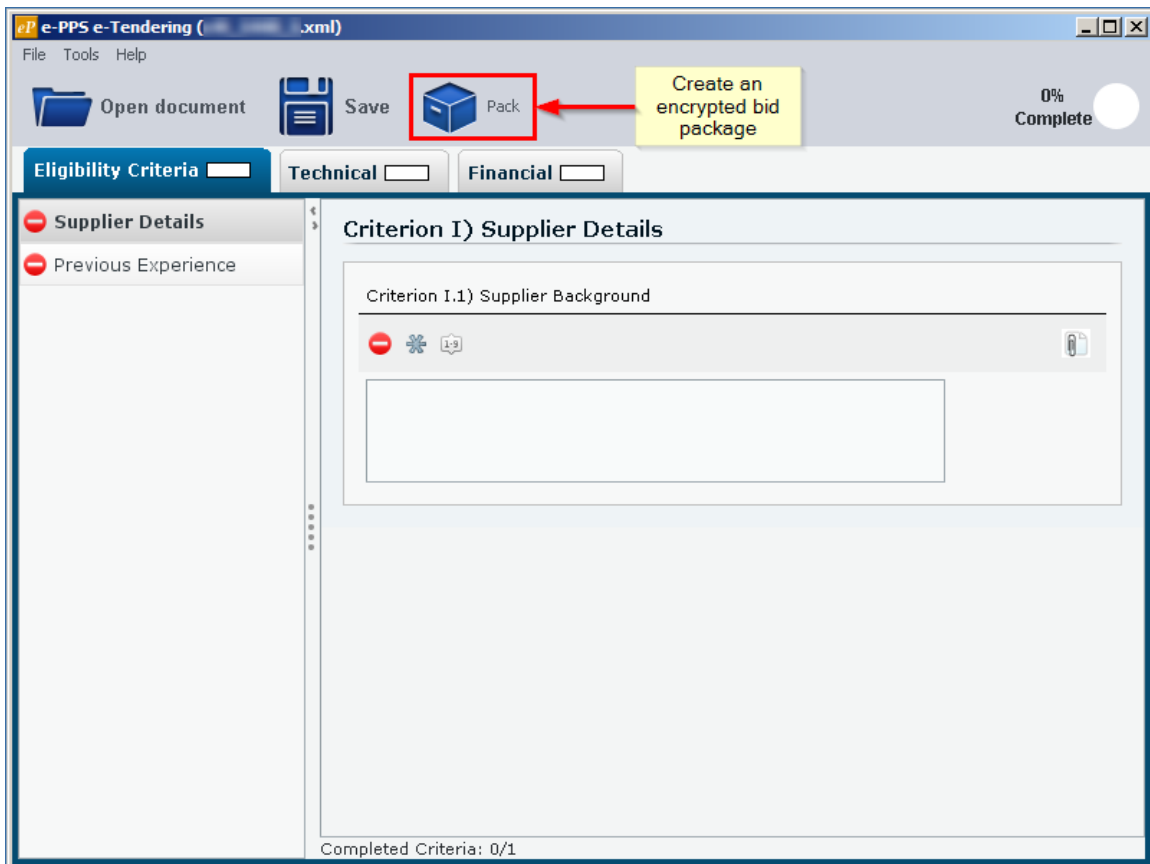 eP e-PPS e-Tendering ( .xml)
File Tools Help
Open document
Save
Pack
Create an
encrypted bid
package
0%
Complete
Eligibility Criteria
Technical
Financial
Supplier Details
Previous Experience
Criterion I) Supplier Details
Criterion I.1) Supplier Background
1-9
Completed Criteria: 0/1